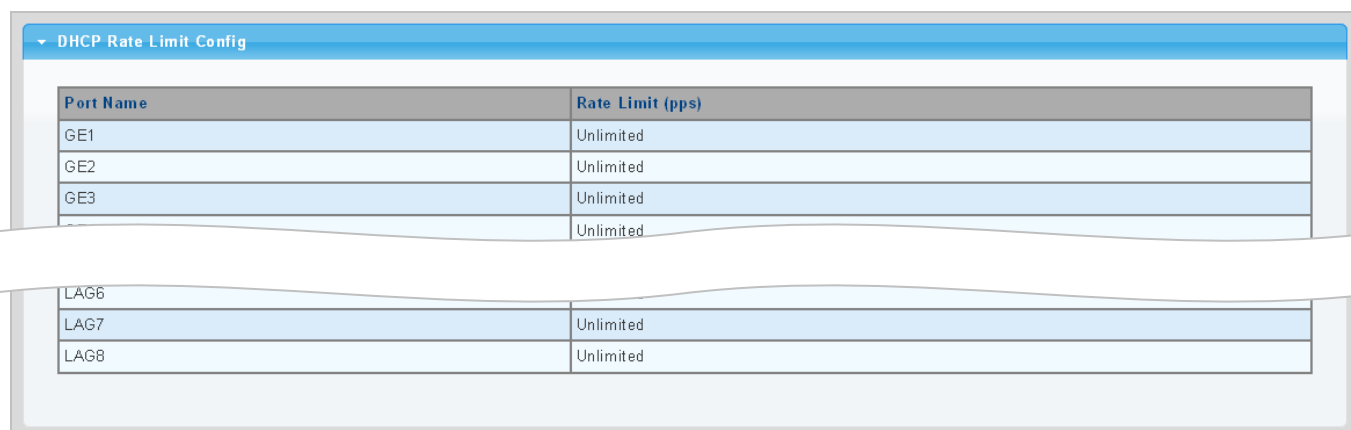 DHCP Rate Limit Config
Port Name Rate Limit (pps)
GE1 Unlimited
GE2 Unlimited
GE3 Unlimited
Unlimited
LAG6
LAG7 Unlimited
LAG8 Unlimited